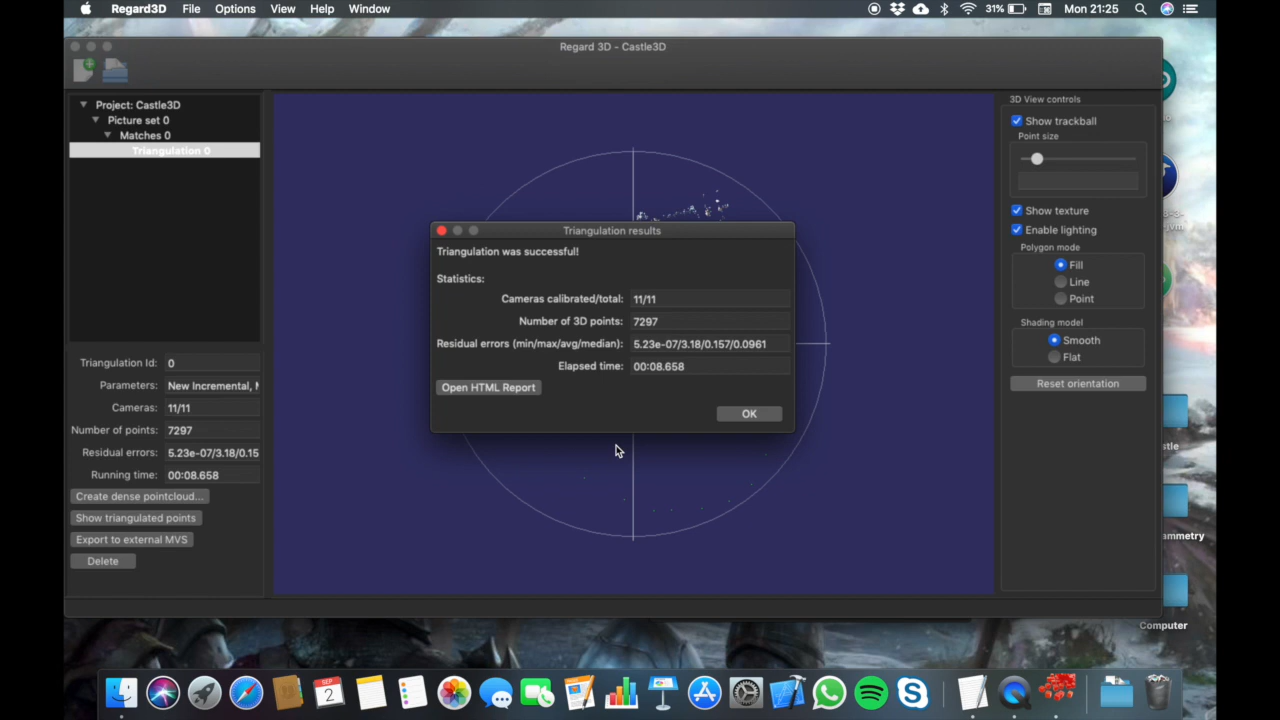 Regard3D File Options View Help Window 31% Mon 21:25
Regard 3D - Castle3D
Project: Castle3D
Picture set 0
Matches 0
Triangulation 0
Triangulation Id: 0
Parameters: New Incremental, M
Cameras: 11/11
Number of points: 7297
Residual errors: 5.23e-07/3.18/0.15
Running time: 00:08.658
Create dense pointcloud...
Show triangulated points
Export to external MVS
Delete
Triangulation results
Triangulation was successful!
Statistics:
Cameras calibrated/total: 11/11
Number of 3D points: 7297
Residual errors (min/max/avg/median): 5.23e-07/3.18/0.157/0.0961
Elapsed time: 00:08.658
Open HTML Report
OK
3D View controls
Show trackball
Point size
Show texture
Enable lighting
Polygon mode
Fill
Line
Point
Shading model
Smooth
Flat
Reset orientation
Computer
SEP
2